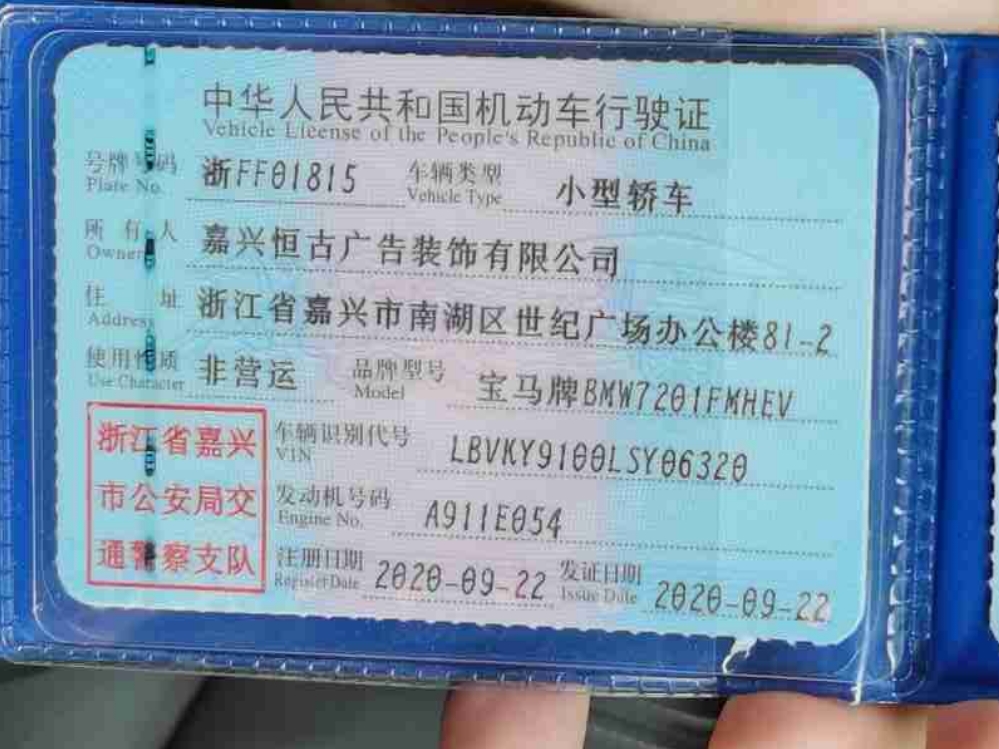 中华人民共和国机动车行驶证
Vehicle License of the People's Republic of China
号牌号码 浙FF01815 车辆类型 小型轿车
Plate No. Vehicle Type
所有人 嘉兴恒古广告装饰有限公司
Owner
住址 浙江省嘉兴市南湖区世纪广场办公楼81-2
Address
使用性质 非营运 品牌型号 宝马牌BMW7201FMHEV
Use Character Model
浙江省嘉兴 车辆识别代号 LBVKY9100LSY06320
VIN
市公安局交 发动机号码 A911E054
Engine No.
通警察支队 注册日期 2020-09-22 发证日期 2020-09-22
Register Date Issue Date